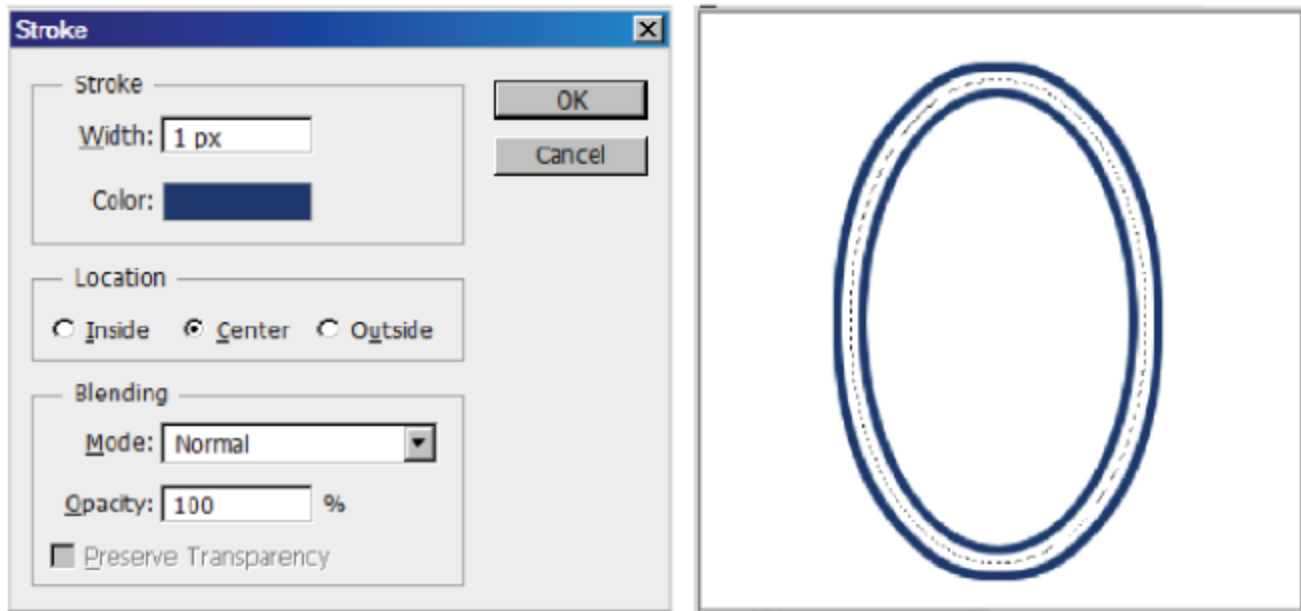 Stroke
Stroke
Width: 1 px
Color:
OK
Cancel
Location
Inside Center Outside
Blending
Mode: Normal
Opacity: 100 %
Preserve Transparency